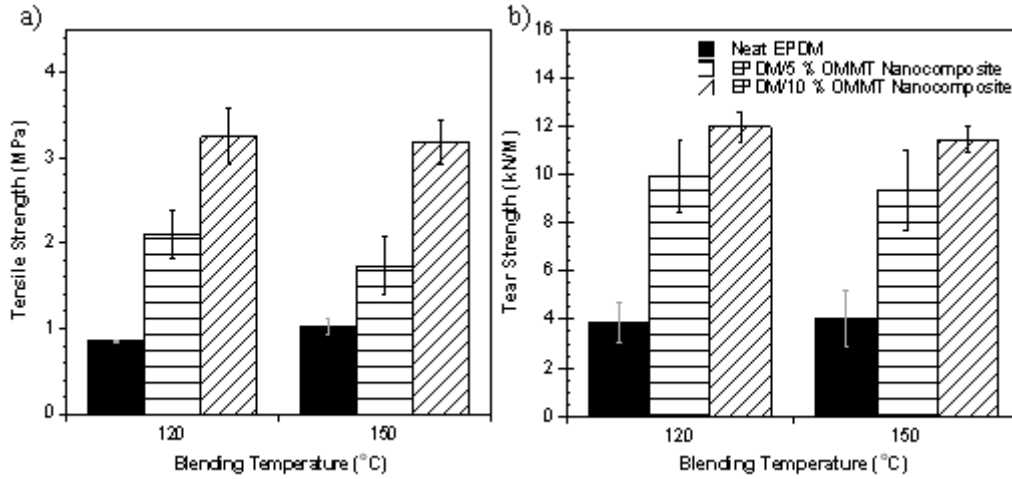 a)
4
3
2
1
0
Tensile Strength (MPa)
120
150
Blending Temperature (°C)
b)
16
14
12
10
8
6
4
2
0
Tear Strength (kN/M)
Neat EPDM
EPDM/5 % OMMT Nanocomposite
EPDM/10 % OMMT Nanocomposite
120
150
Blending Temperature (°C)